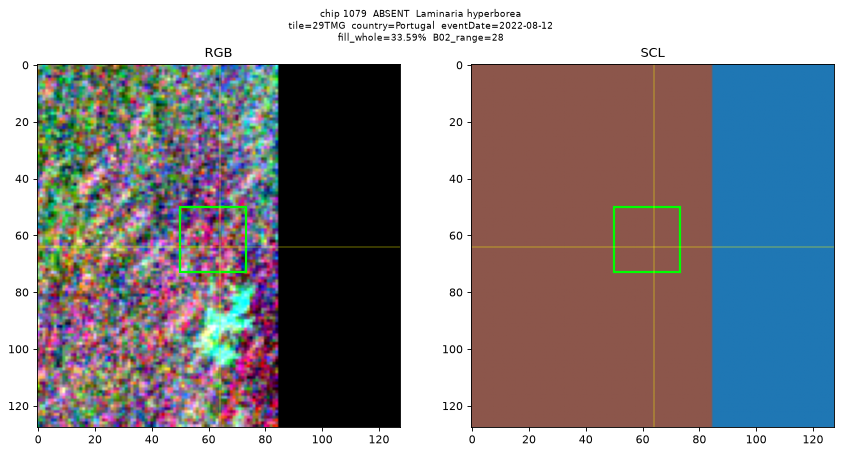 chip 1079  ABSENT  Laminaria hyperborea
tile=29TMG  country=Portugal  eventDate=2022-08-12
fill_whole=33.59%  B02_range=28
RGB
SCL
0
20
40
60
80
100
120
0 20 40 60 80 100 120
0
20
40
60
80
100
120
0 20 40 60 80 100 120